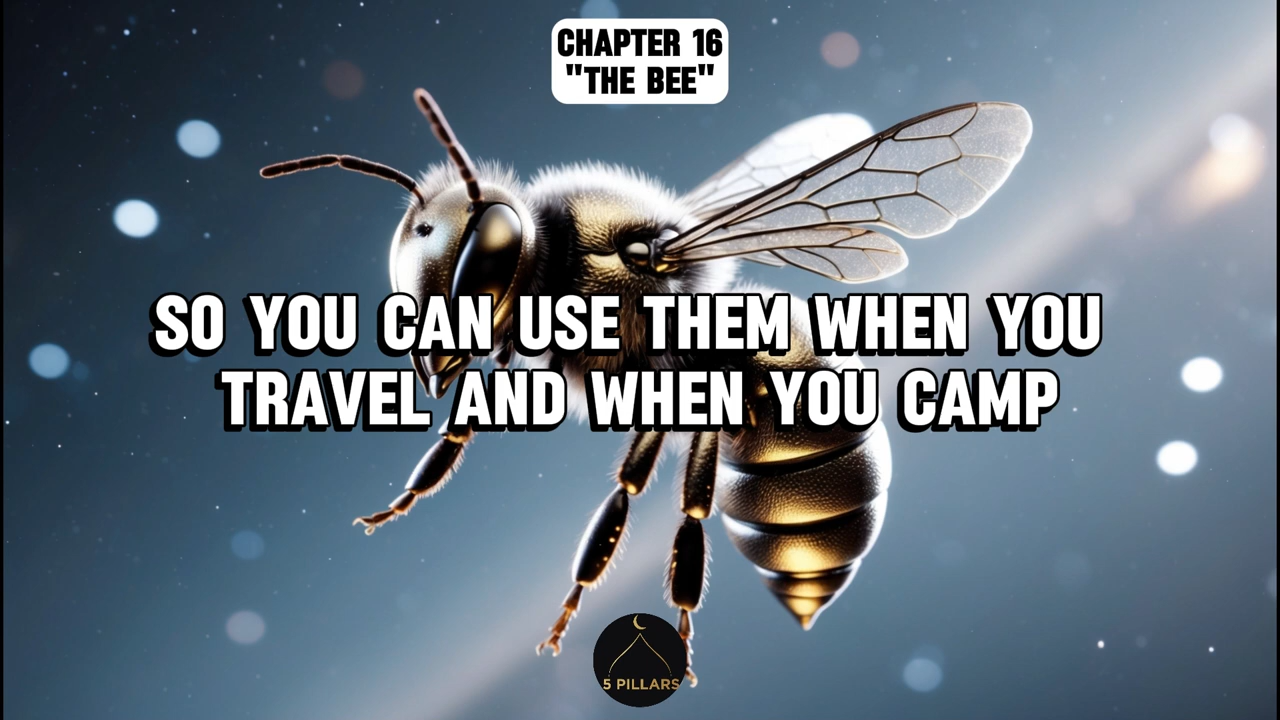 CHAPTER 16
"THE BEE"
SO YOU CAN USE THEM WHEN YOU
TRAVEL AND WHEN YOU CAMP
5 PILLARS